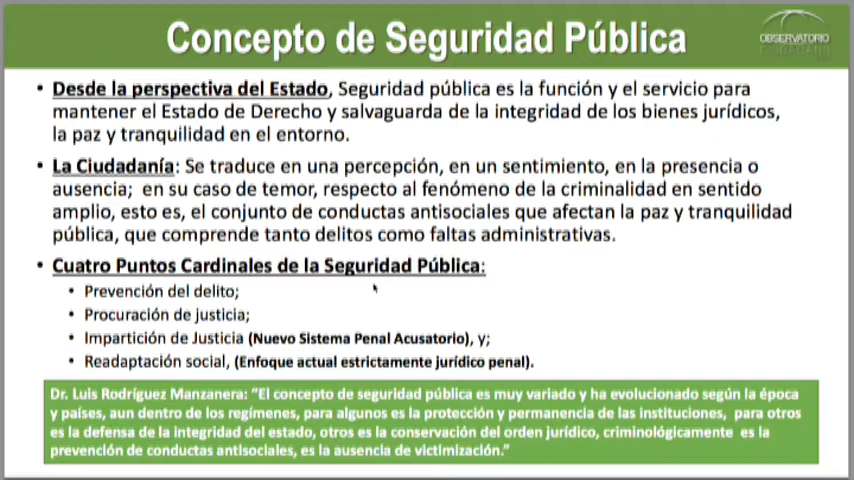 Concepto de Seguridad Pública
OBSERVATORIO
CIUDADANO
• Desde la perspectiva del Estado, Seguridad pública es la función y el servicio para
mantener el Estado de Derecho y salvaguarda de la integridad de los bienes jurídicos,
la paz y tranquilidad en el entorno.
• La Ciudadanía: Se traduce en una percepción, en un sentimiento, en la presencia o
ausencia; en su caso de temor, respecto al fenómeno de la criminalidad en sentido
amplio, esto es, el conjunto de conductas antisociales que afectan la paz y tranquilidad
pública, que comprende tanto delitos como faltas administrativas.
• Cuatro Puntos Cardinales de la Seguridad Pública:
• Prevención del delito;
• Procuración de justicia;
• Impartición de Justicia (Nuevo Sistema Penal Acusatorio), y;
• Readaptación social, (Enfoque actual estrictamente jurídico penal).
Dr. Luis Rodríguez Manzanera: “El concepto de seguridad pública es muy variado y ha evolucionado según la época
y países, aun dentro de los regímenes, para algunos es la protección y permanencia de las instituciones, para otros
es la defensa de la integridad del estado, otros es la conservación del orden jurídico, criminológicamente es la
prevención de conductas antisociales, es la ausencia de victimización.”